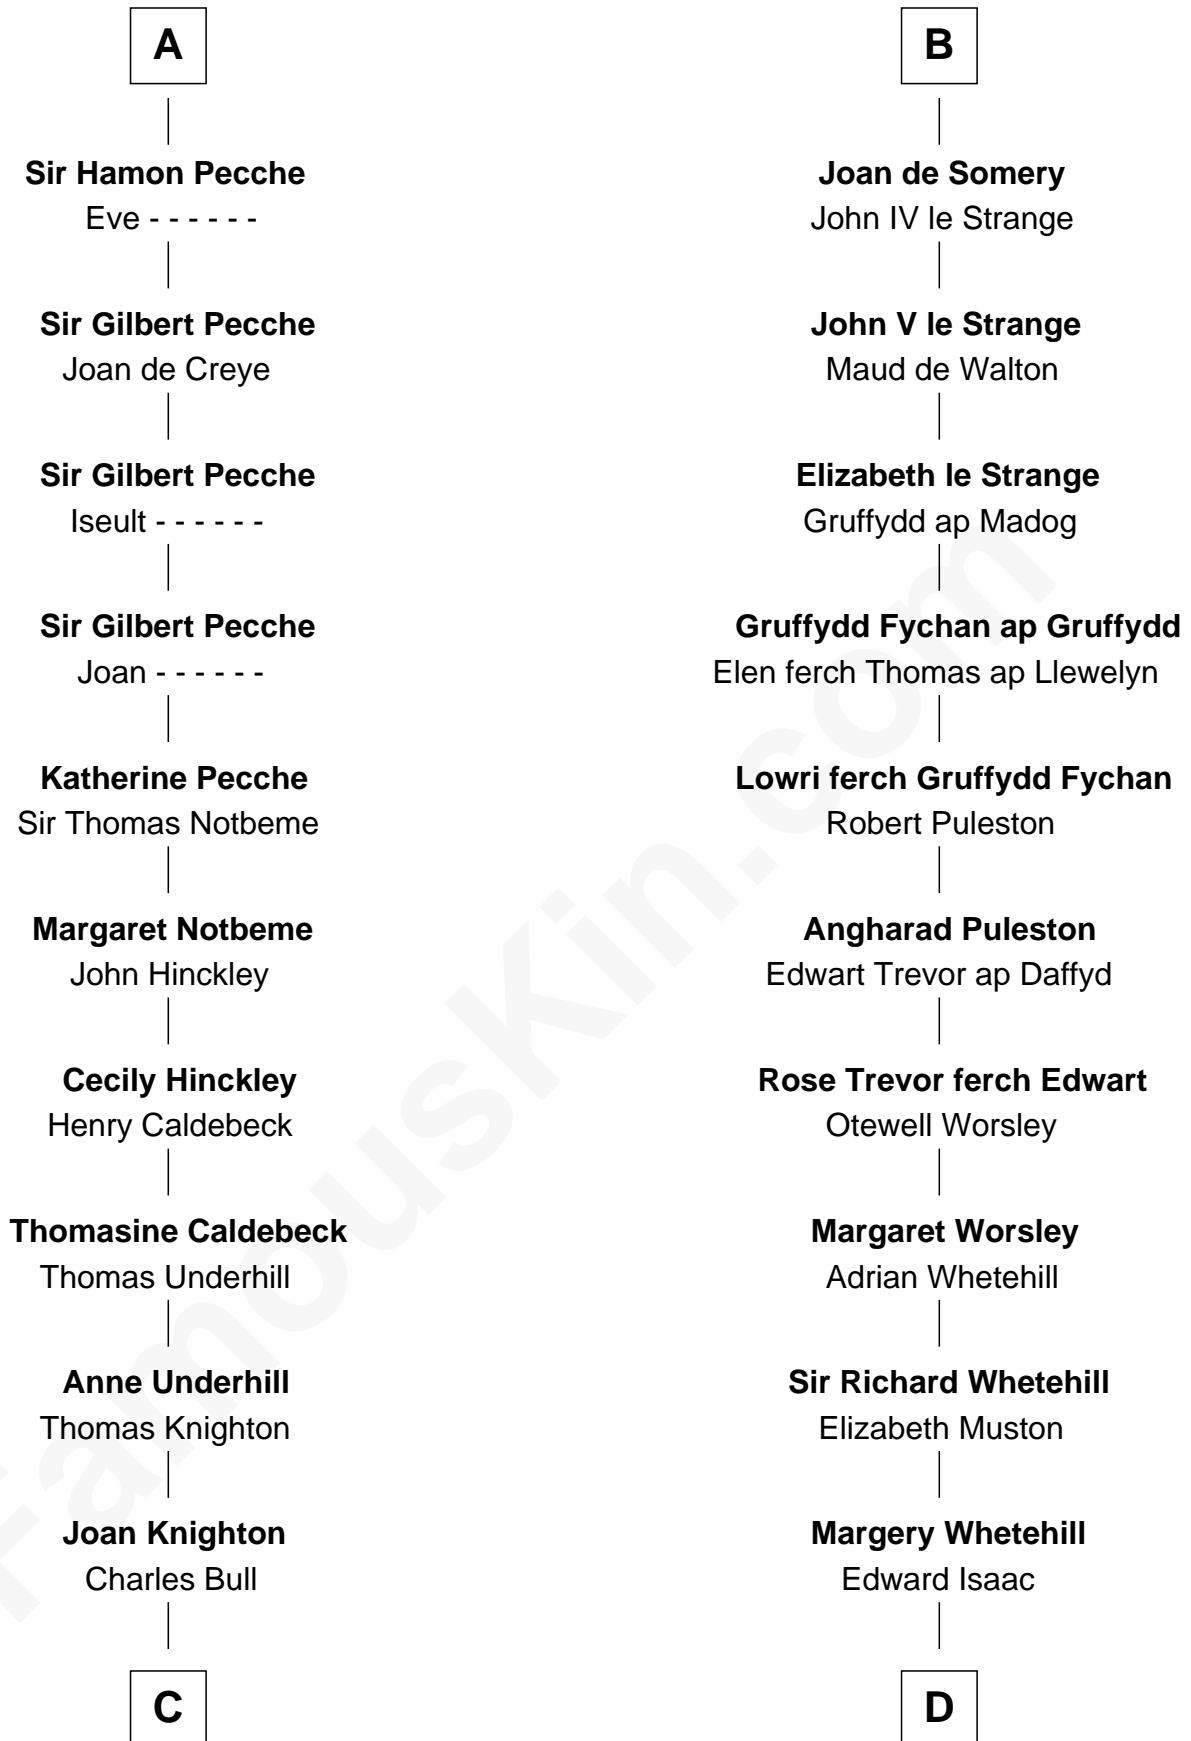 A
Sir Hamon Pecche
Eve - - - - - -
Sir Gilbert Pecche
Joan de Creye
Sir Gilbert Pecche
Iseult - - - - - -
Sir Gilbert Pecche
Joan - - - - - -
Katherine Pecche
Sir Thomas Notbeme
Margaret Notbeme
John Hinckley
Cecily Hinckley
Henry Caldebeck
Thomasine Caldebeck
Thomas Underhill
Anne Underhill
Thomas Knighton
Joan Knighton
Charles Bull
C
B
Joan de Somery
John IV le Strange
John V le Strange
Maud de Walton
Elizabeth le Strange
Gruffydd ap Madog
Gruffydd Fychan ap Gruffydd
Elen ferch Thomas ap Llewelyn
Lowri ferch Gruffydd Fychan
Robert Puleston
Angharad Puleston
Edwart Trevor ap Daffyd
Rose Trevor ferch Edwart
Otewell Worsley
Margaret Worsley
Adrian Whetehill
Sir Richard Whetehill
Elizabeth Muston
Margery Whetehill
Edward Isaac
D
FamousKin.com